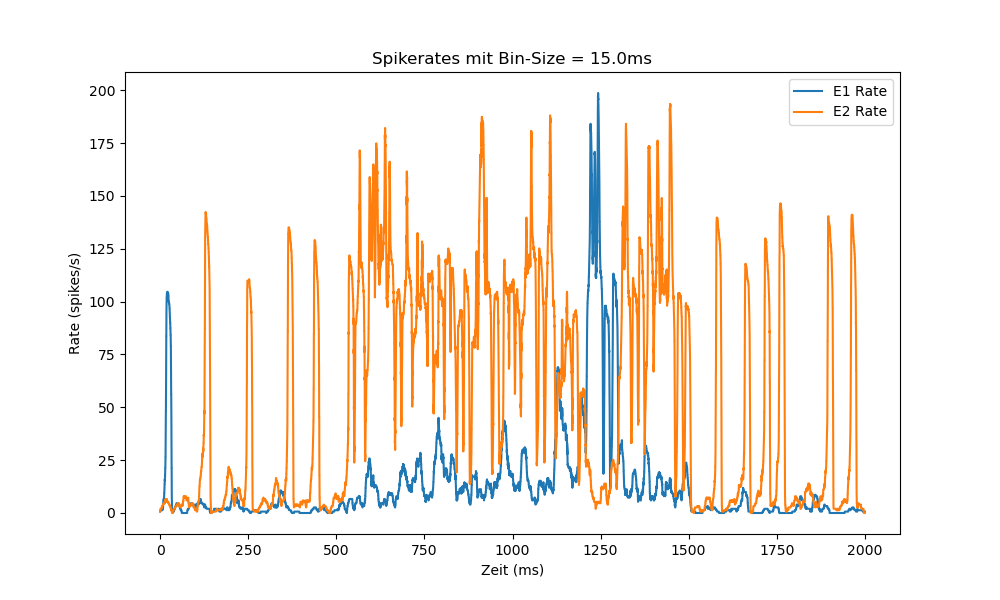 Spikerates mit Bin-Size = 15.0ms
E1 Rate
E2 Rate
Rate (spikes/s)
200
175
150
125
100
75
50
25
0
0 250 500 750 1000 1250 1500 1750 2000
Zeit (ms)